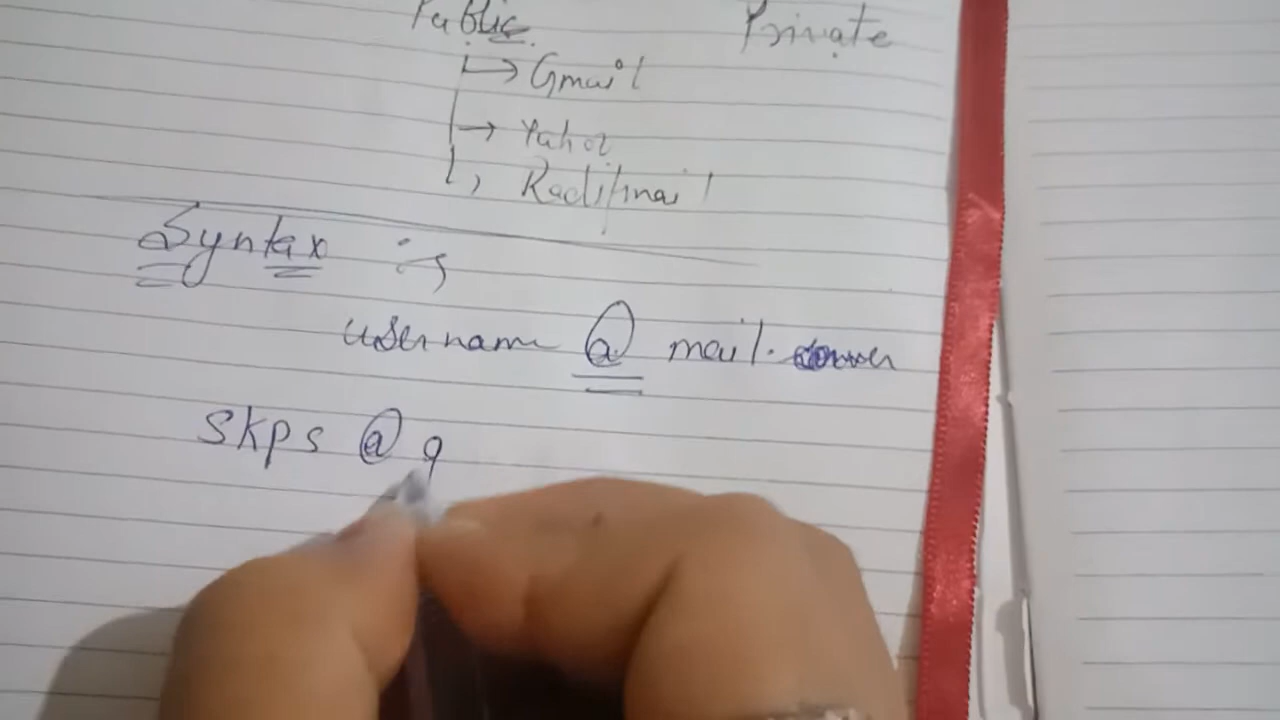 Public Private
→ Gmail
→ Yahoo
Rediffmail
Syntax :-
username @ mail.
skps @ g